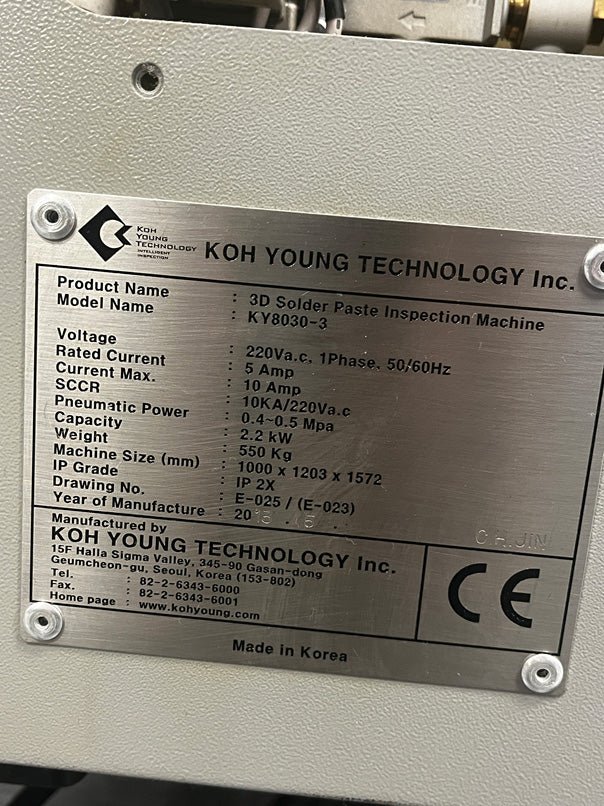 KOH
YOUNG
TECHNOLOGY
INTELLIGENT
INSPECTION
KOH YOUNG TECHNOLOGY Inc.
Product Name : 3D Solder Paste Inspection Machine
Model Name : KY8030-3
Voltage : 220Va.c. 1Phase. 50/60Hz
Rated Current : 5 Amp
Current Max. : 10 Amp
SCCR : 10KA/220Va.c
Pneumatic Power : 0.4~0.5 Mpa
Capacity : 2.2 kW
Weight : 550 Kg
Machine Size (mm) : 1000 x 1203 x 1572
IP Grade : IP 2X
Drawing No. : E-025 / (E-023)
Year of Manufacture : 20
C.H.JIN
Manufactured by
KOH YOUNG TECHNOLOGY Inc.
15F Halla Sigma Valley, 345-90 Gasan-dong
Geumcheon-gu, Seoul, Korea (153-802)
Tel. : 82-2-6343-6000
Fax. : 82-2-6343-6001
Home page : www.kohyoung.com
CE
Made in Korea